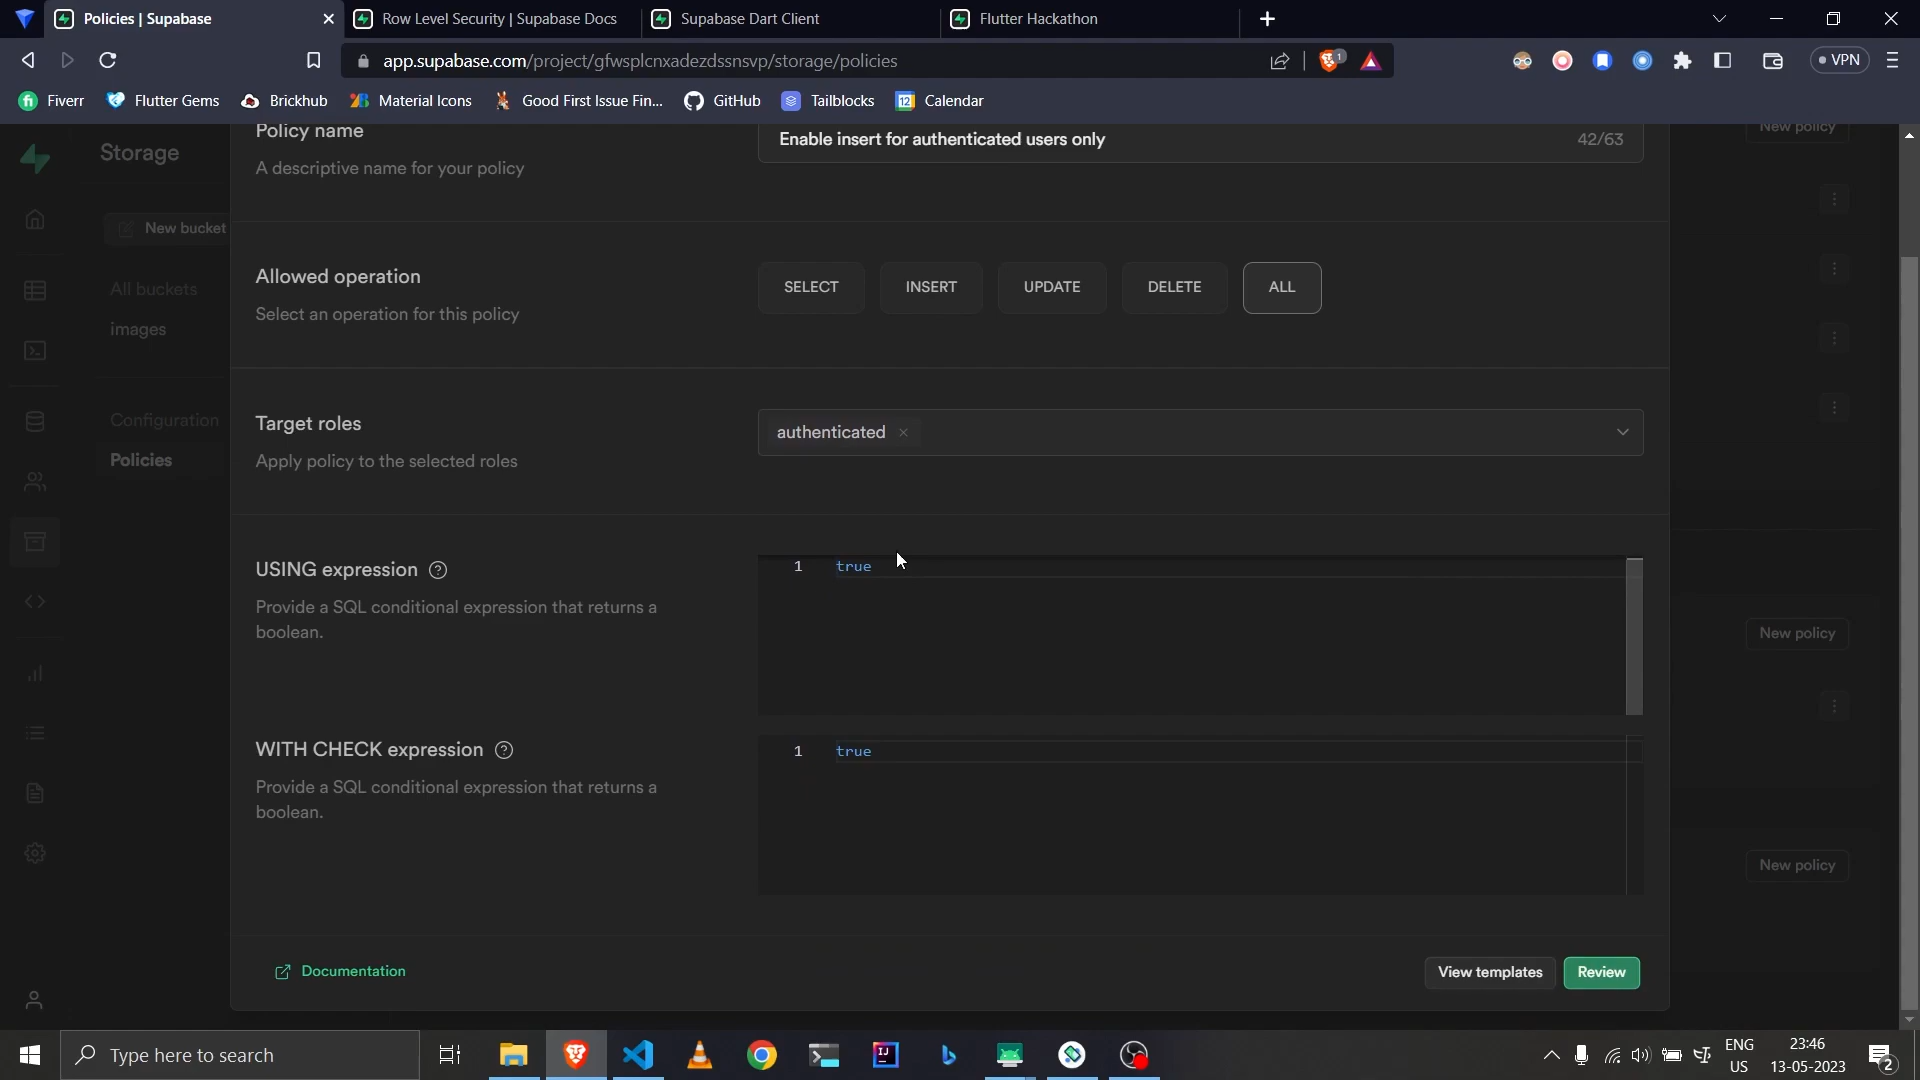 Policies | Supabase
Row Level Security | Supabase Docs
Supabase Dart Client
Flutter Hackathon
app.supabase.com/project/gfwsplcnxadezdssnsvp/storage/policies
1
VPN
Fiverr
Flutter Gems
Brickhub
Material Icons
Good First Issue Fin...
GitHub
12
Tailblocks
Calendar
Storage
New bucket
All buckets
images
Configuration
Policies
Policy name
A descriptive name for your policy
Enable insert for authenticated users only
42/63
New policy
Allowed operation
Select an operation for this policy
SELECT
INSERT
UPDATE
DELETE
ALL
Target roles
Apply policy to the selected roles
authenticated
USING expression
Provide a SQL conditional expression that returns a
boolean.
1 true
New policy
WITH CHECK expression
Provide a SQL conditional expression that returns a
boolean.
1 true
New policy
Documentation
View templates
Review
Type here to search
IJ
ENG
US
23:46
13-05-2023
2